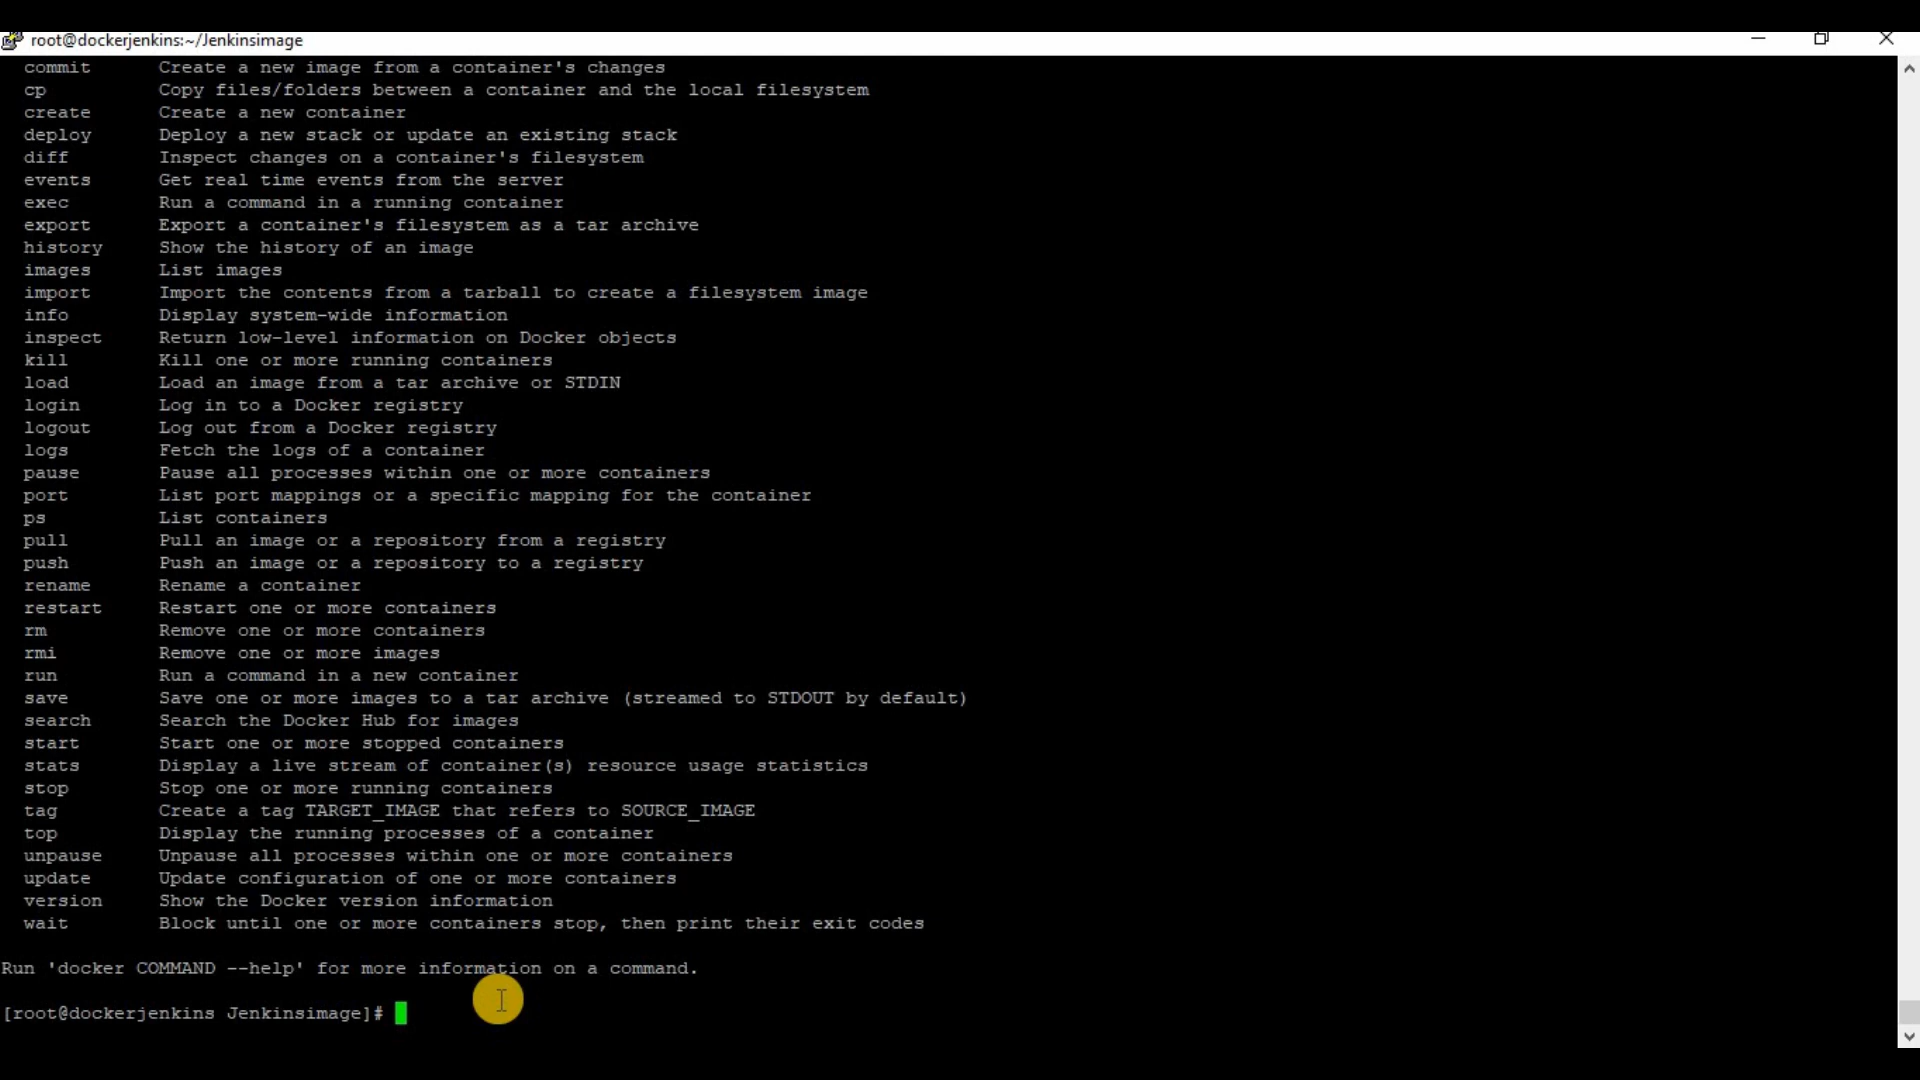 root@dockerjenkins:~/Jenkinsimage
commit Create a new image from a container's changes
cp Copy files/folders between a container and the local filesystem
create Create a new container
deploy Deploy a new stack or update an existing stack
diff Inspect changes on a container's filesystem
events Get real time events from the server
exec Run a command in a running container
export Export a container's filesystem as a tar archive
history Show the history of an image
images List images
import Import the contents from a tarball to create a filesystem image
info Display system-wide information
inspect Return low-level information on Docker objects
kill Kill one or more running containers
load Load an image from a tar archive or STDIN
login Log in to a Docker registry
logout Log out from a Docker registry
logs Fetch the logs of a container
pause Pause all processes within one or more containers
port List port mappings or a specific mapping for the container
ps List containers
pull Pull an image or a repository from a registry
push Push an image or a repository to a registry
rename Rename a container
restart Restart one or more containers
rm Remove one or more containers
rmi Remove one or more images
run Run a command in a new container
save Save one or more images to a tar archive (streamed to STDOUT by default)
search Search the Docker Hub for images
start Start one or more stopped containers
stats Display a live stream of container(s) resource usage statistics
stop Stop one or more running containers
tag Create a tag TARGET_IMAGE that refers to SOURCE_IMAGE
top Display the running processes of a container
unpause Unpause all processes within one or more containers
update Update configuration of one or more containers
version Show the Docker version information
wait Block until one or more containers stop, then print their exit codes
Run 'docker COMMAND --help' for more information on a command.
[root@dockerjenkins Jenkinsimage]#